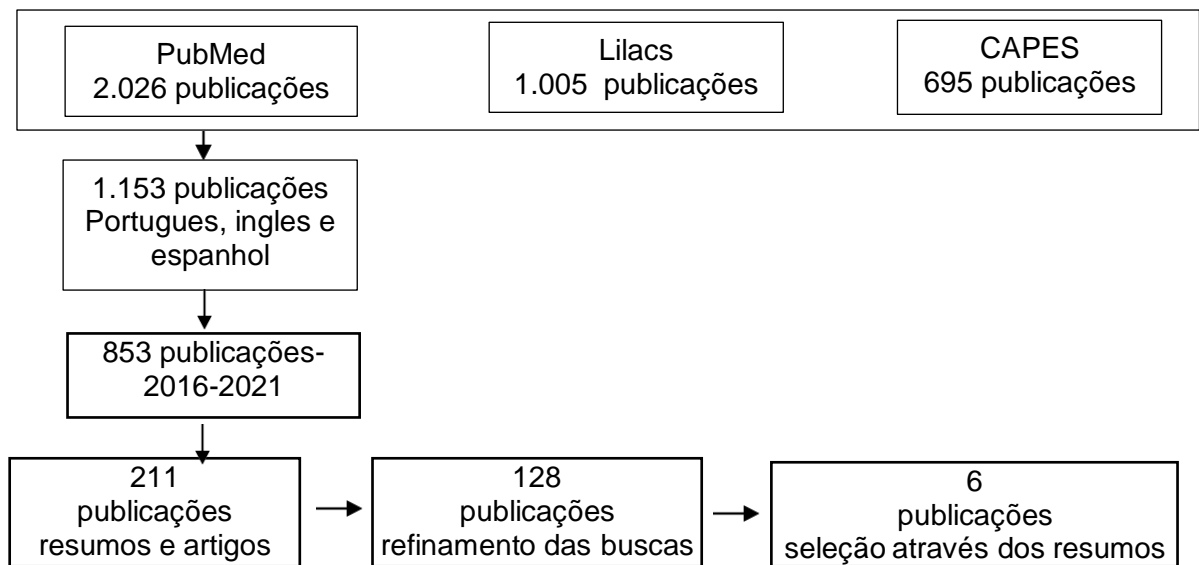 PubMed
2.026 publicações
Lilacs
1.005 publicações
CAPES
695 publicações
1.153 publicações
Portugues, ingles e
espanhol
853 publicações-
2016-2021
211
publicações
resumos e artigos
128
publicações
refinamento das buscas
6
publicações
seleção através dos resumos